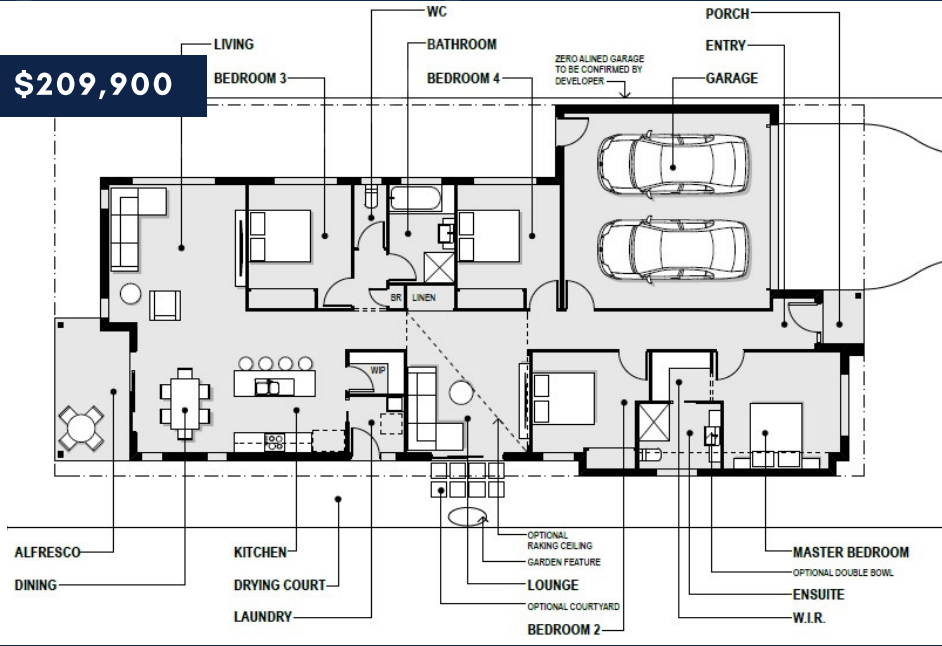 WC
PORCH
LIVING
BATHROOM
ENTRY
$209,900
BEDROOM 3
BEDROOM 4
ZERO ALINED GARAGE
TO BE CONFIRMED BY
DEVELOPER
GARAGE
BR
LINEN
WIP
OPTIONAL
RAKING CEILING
GARDEN FEATURE
ALFRESCO
KITCHEN
MASTER BEDROOM
OPTIONAL DOUBLE BOWL
DINING
DRYING COURT
LOUNGE
ENSUITE
OPTIONAL COURTYARD
LAUNDRY
W.I.R.
BEDROOM 2